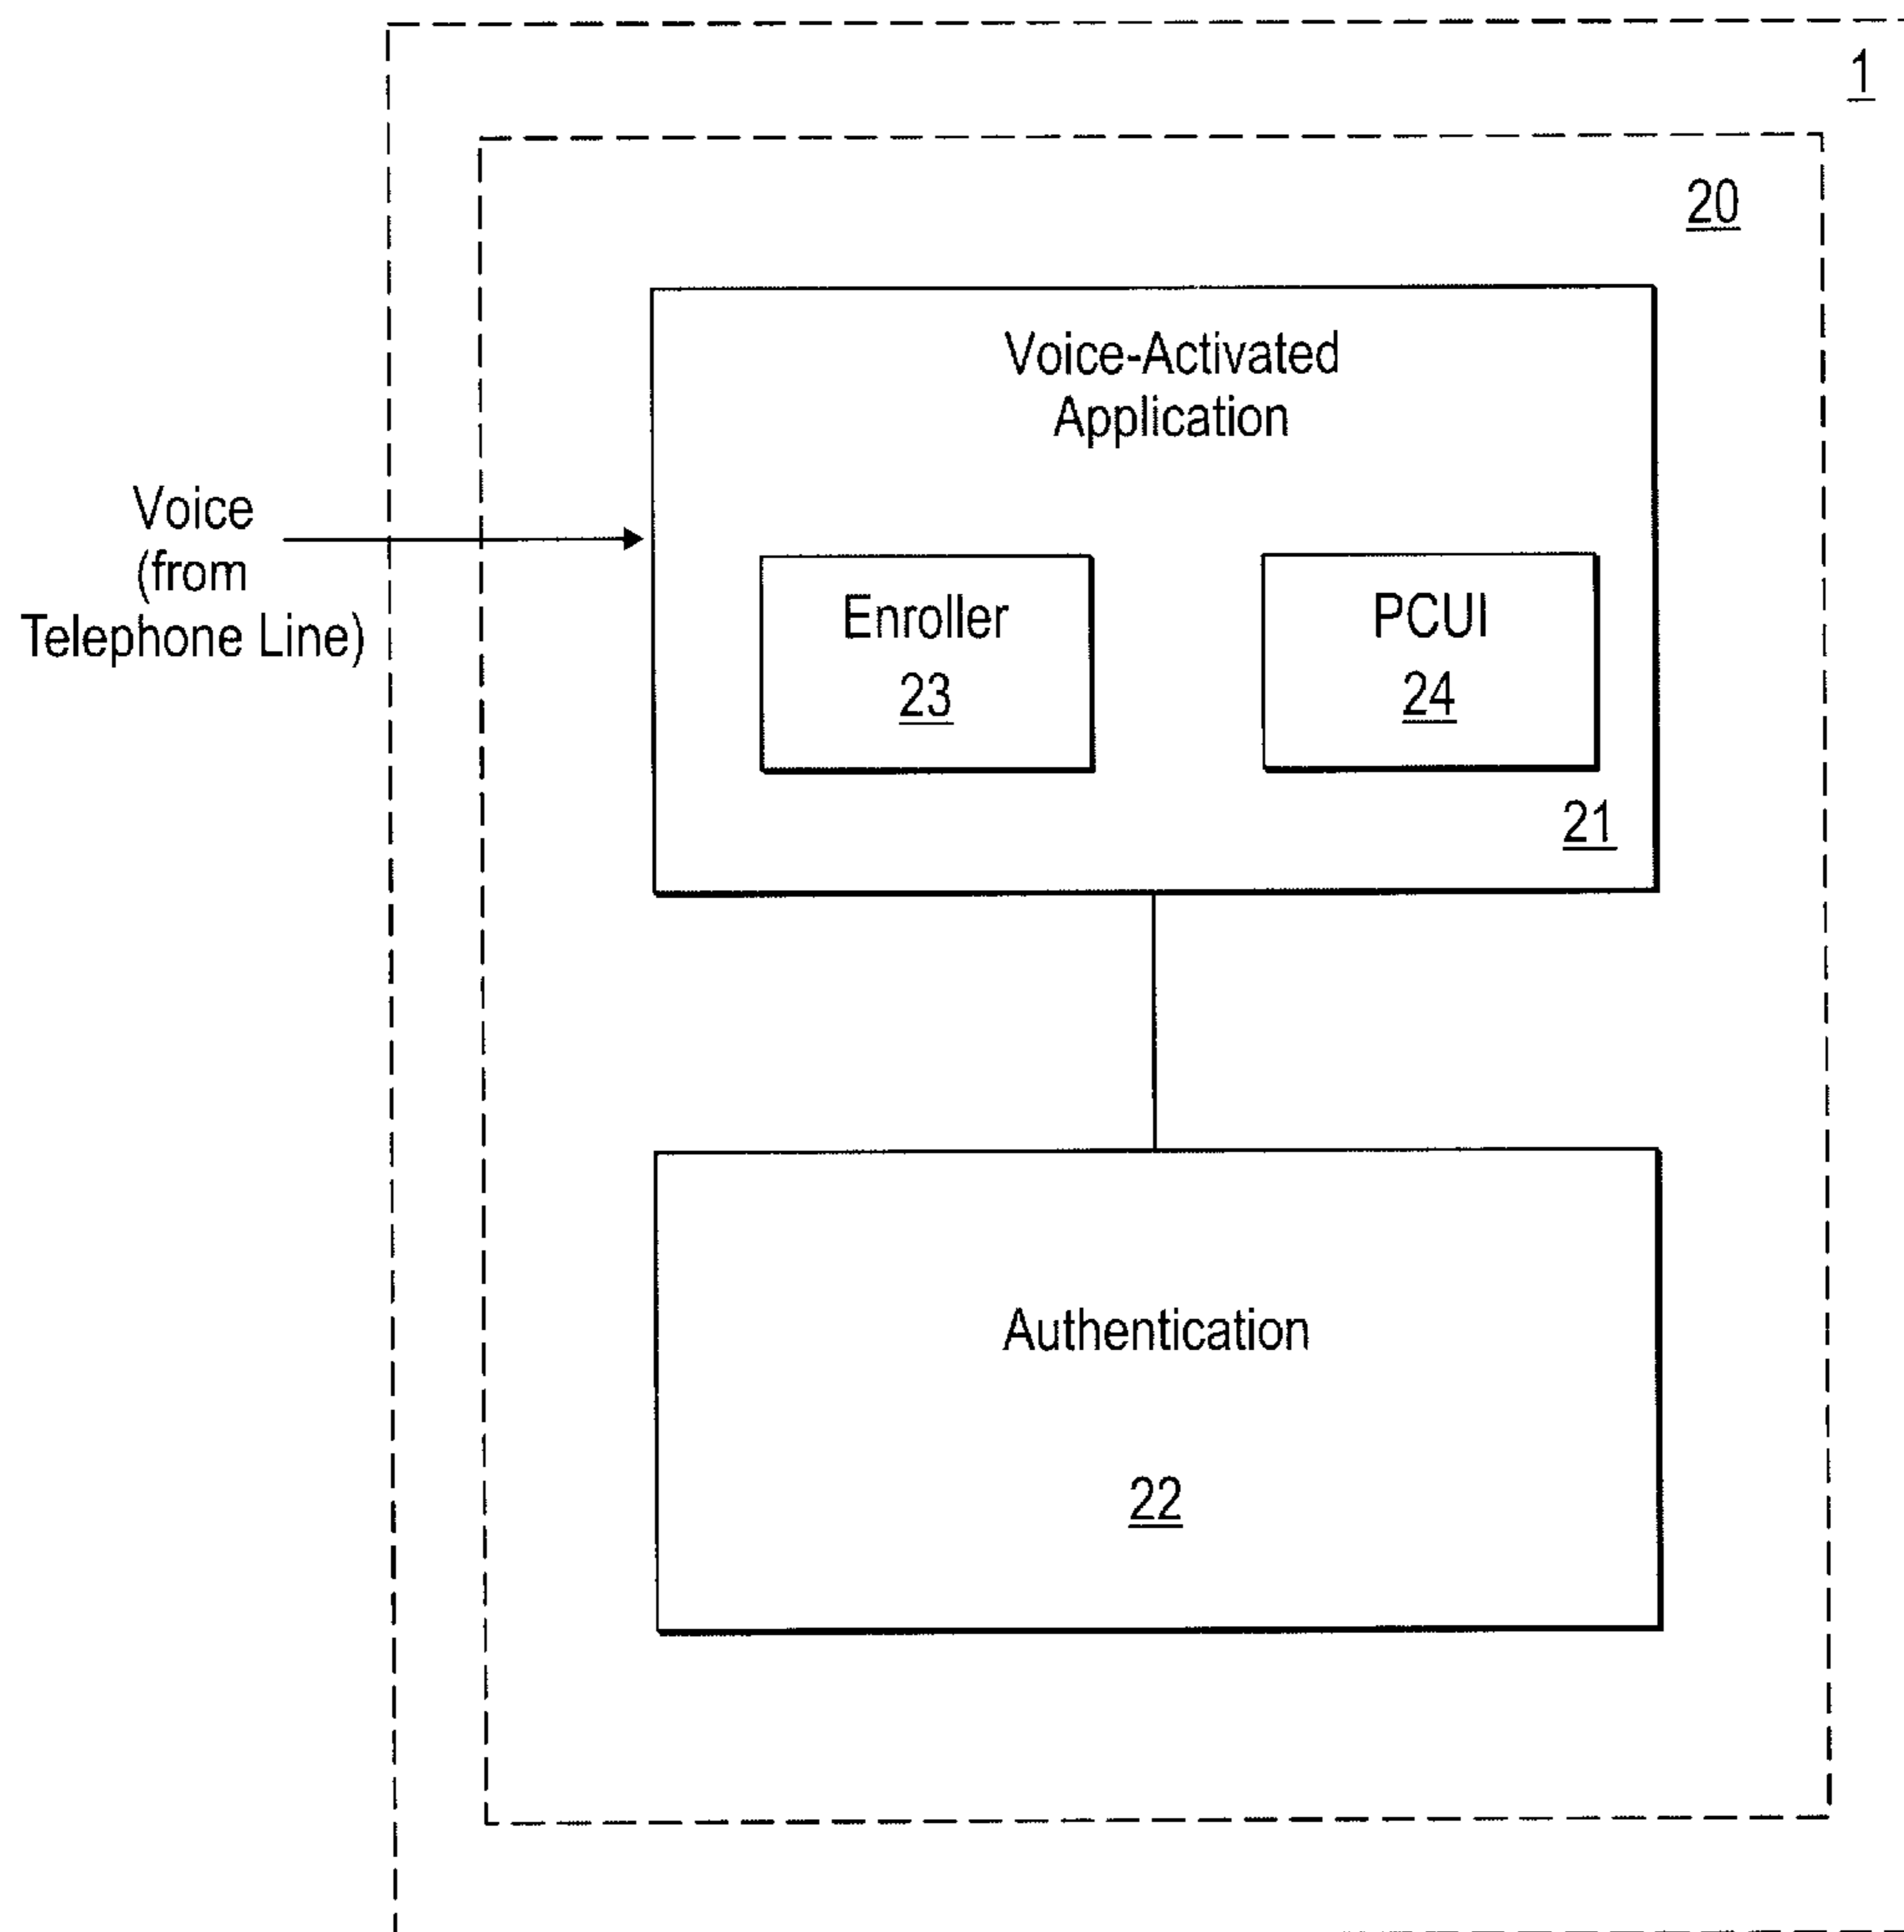 1
20
Voice-Activated
Application
Voice
(from
Telephone Line)
Enroller
23
PCUI
24
21
Authentication
22